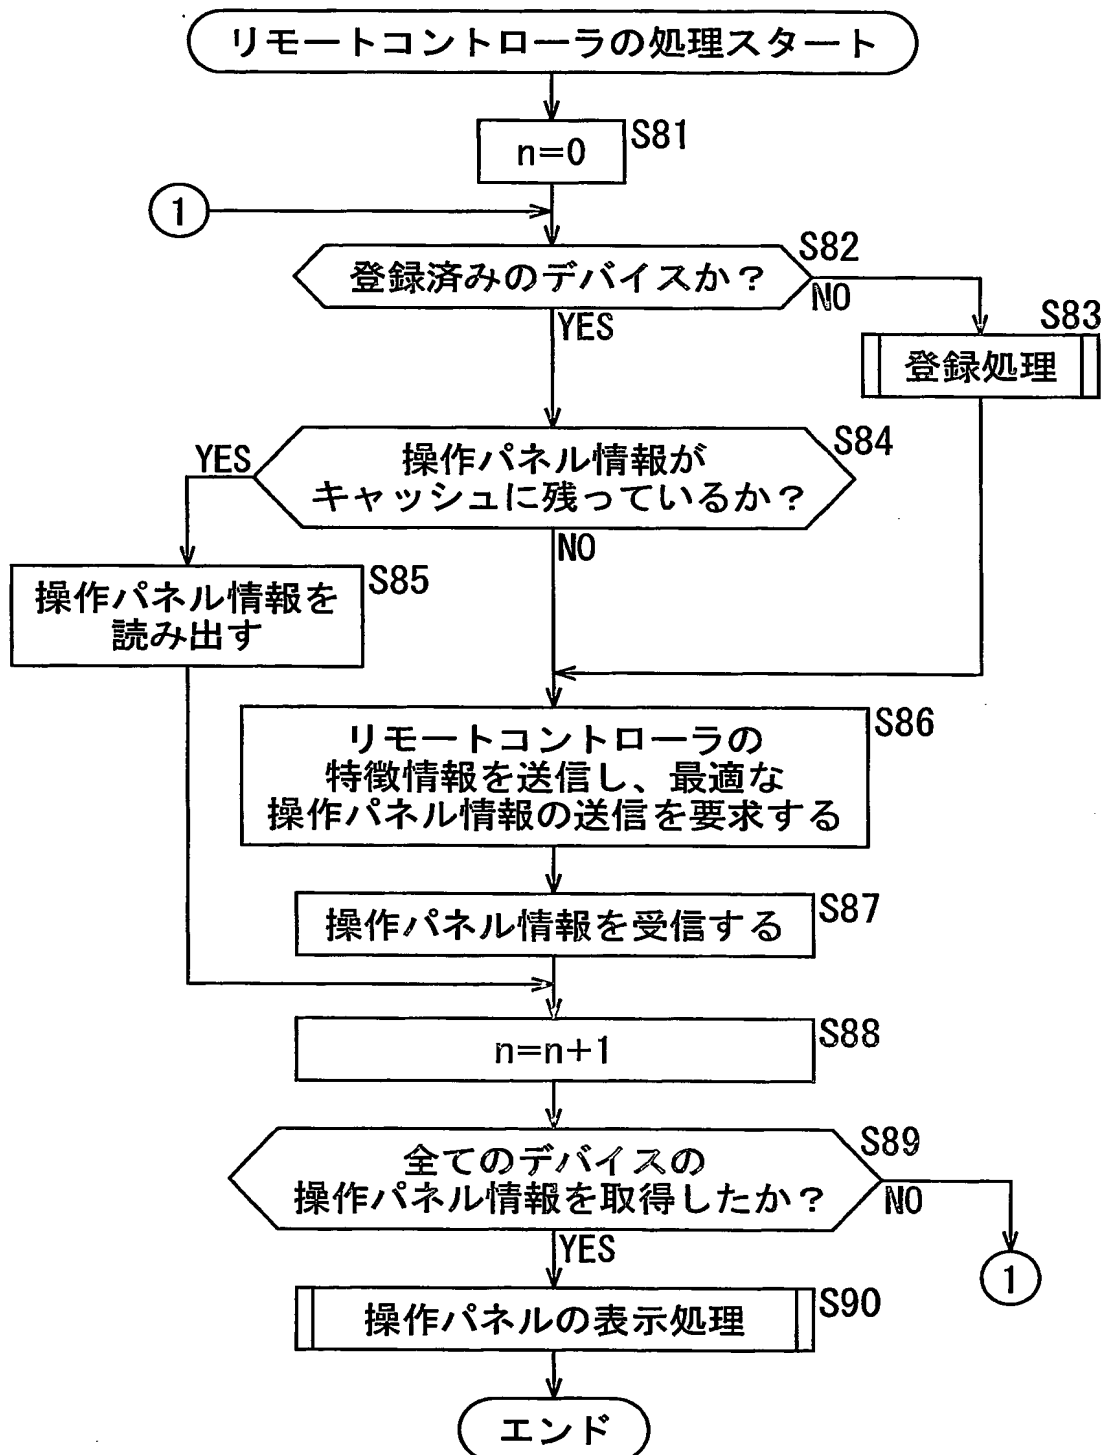 リモートコントローラの処理スタート
n=0
S81
1
登録済みのデバイスか？
S82
NO
YES
S83
登録処理
操作パネル情報が
キャッシュに残っているか？
S84
YES
NO
操作パネル情報を
読み出す
S85
リモートコントローラの
特徴情報を送信し、最適な
操作パネル情報の送信を要求する
S86
操作パネル情報を受信する
S87
n=n+1
S88
全てのデバイスの
操作パネル情報を取得したか？
S89
NO
YES
1
操作パネルの表示処理
S90
エンド